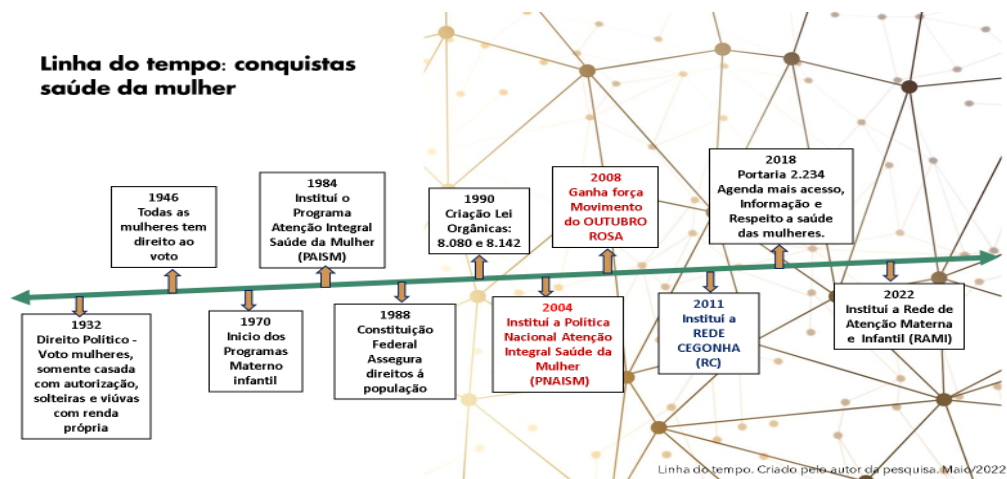 Linha do tempo: conquistas
saúde da mulher
1932
Direito Político -
Voto mulheres,
somente casada
com autorização,
solteiras e viúvas
com renda
própria
1946
Todas as
mulheres tem
direito ao
voto
1970
Inicio dos
Programas
Materno
infantil
1984
Instituí o
Programa
Atenção Integral
Saúde da Mulher
(PAISM)
1988
Constituição
Federal
Assegura
direitos á
população
1990
Criação Lei
Orgânicas:
8.080 e 8.142
2004
Instituí a Política
Nacional Atenção
Integral Saúde da
Mulher
(PNAISM)
2008
Ganha força
Movimento
do OUTUBRO
ROSA
2011
Instituí a
REDE
CEGONHA
(RC)
2018
Portaria 2.234
Agenda mais acesso,
Informação e
Respeito a saúde
das mulheres.
2022
Instituí a Rede de
Atenção Materna
e Infantil (RAMI)
Linha do tempo. Criado pelo autor da pesquisa. Maio/2022